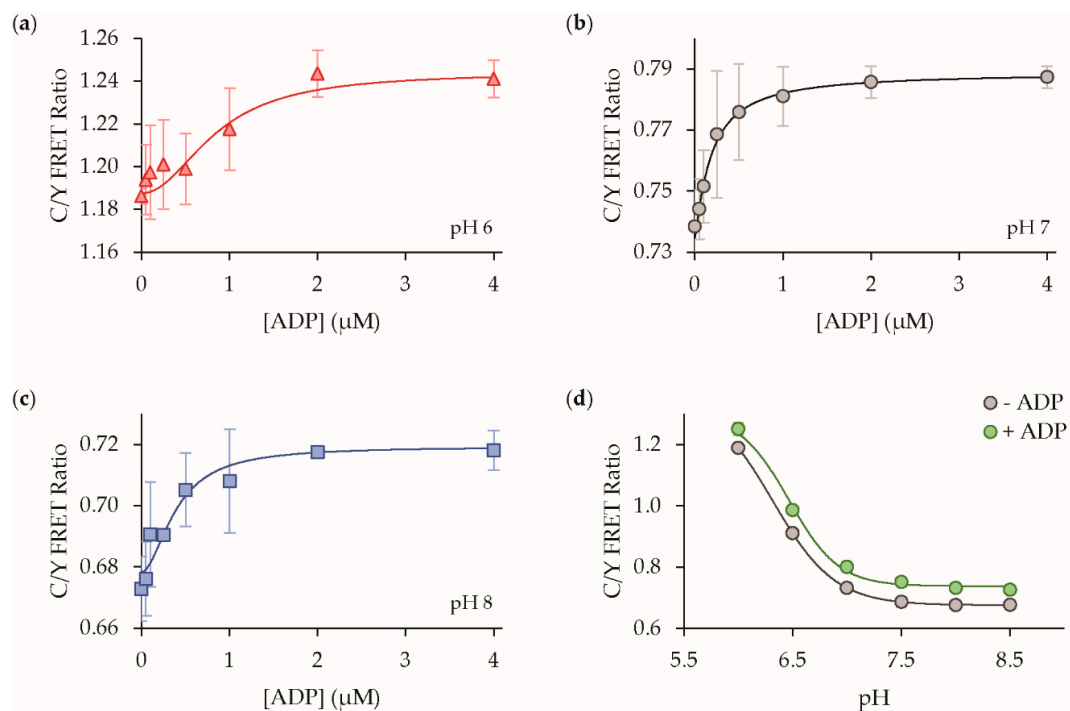 (a)
1.26
1.24
1.22
1.20
1.18
1.16
C/Y FRET Ratio
pH 6
0 1 2 3 4
[ADP] (μM)
(b)
0.79
0.77
0.75
0.73
C/Y FRET Ratio
pH 7
0 1 2 3 4
[ADP] (μM)
(c)
0.72
0.70
0.68
0.66
C/Y FRET Ratio
pH 8
0 1 2 3 4
[ADP] (μM)
(d)
- ADP
+ ADP
1.2
1.0
0.8
0.6
C/Y FRET Ratio
5.5 6.5 7.5 8.5
pH